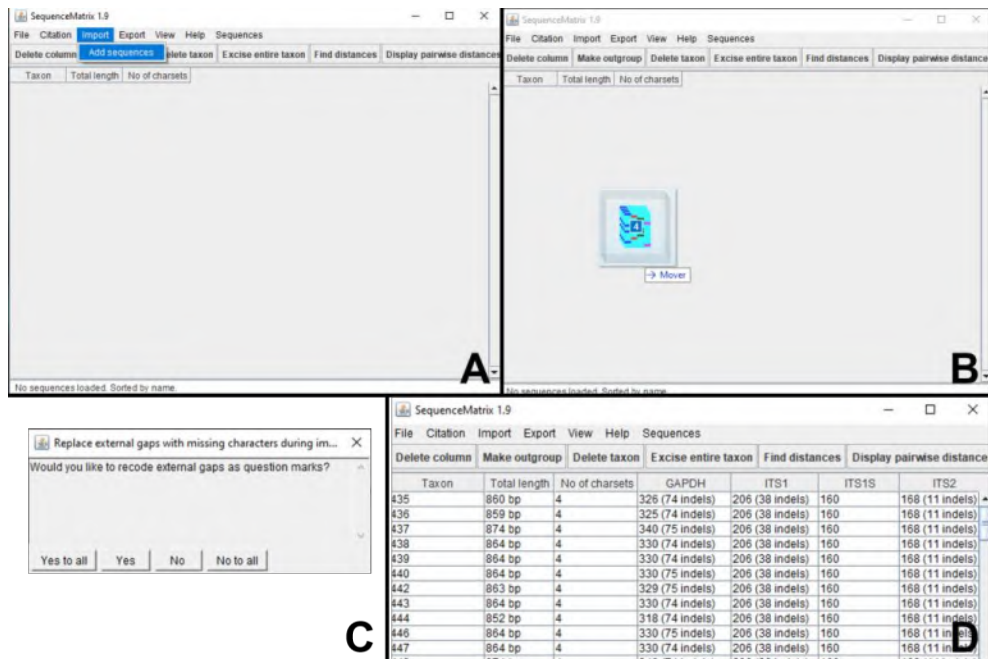 SequenceMatrix 1.9
File Citation Import Export View Help Sequences
Delete column Add sequences elete taxon Excise entire taxon Find distances Display pairwise distances
Taxon Total length No of charsets
No sequences loaded. Sorted by name.
A
SequenceMatrix 1.9
File Citation Import Export View Help Sequences
Delete column Make outgroup Delete taxon Excise entire taxon Find distances Display pairwise distance
Taxon Total length No of charsets
4
Mover
No sequences loaded. Sorted by name.
B
Replace external gaps with missing characters during im... 
Would you like to recode external gaps as question marks?
Yes to all Yes No No to all
C
SequenceMatrix 1.9
File Citation Import Export View Help Sequences
Delete column Make outgroup Delete taxon Excise entire taxon Find distances Display pairwise distance
Taxon Total length No of charsets GAPDH ITS1 ITS1S ITS2
435 860 bp 4 326 (74 indels) 206 (38 indels) 160 168 (11 indels)
436 859 bp 4 325 (74 indels) 206 (38 indels) 160 168 (11 indels)
437 874 bp 4 340 (75 indels) 206 (38 indels) 160 168 (11 indels)
438 864 bp 4 330 (74 indels) 206 (38 indels) 160 168 (11 indels)
439 864 bp 4 330 (74 indels) 206 (38 indels) 160 168 (11 indels)
440 864 bp 4 330 (75 indels) 206 (38 indels) 160 168 (11 indels)
442 863 bp 4 329 (75 indels) 206 (38 indels) 160 168 (11 indels)
443 864 bp 4 330 (74 indels) 206 (38 indels) 160 168 (11 indels)
444 852 bp 4 318 (74 indels) 206 (38 indels) 160 168 (11 indels)
446 864 bp 4 330 (75 indels) 206 (38 indels) 160 168 (11 indels)
447 864 bp 4 330 (74 indels) 206 (38 indels) 160 168 (11 indels)
D